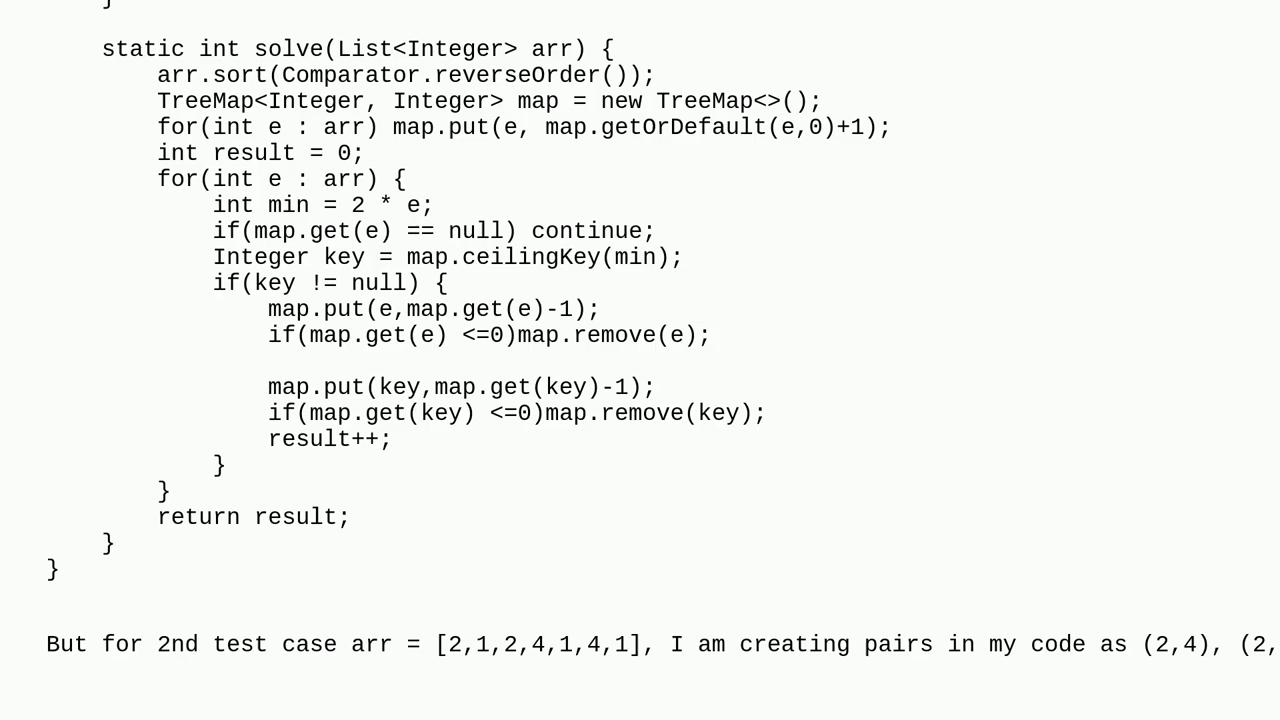 }
static int solve(List<Integer> arr) {
arr.sort(Comparator.reverseOrder());
TreeMap<Integer, Integer> map = new TreeMap<>();
for(int e : arr) map.put(e, map.getOrDefault(e,0)+1);
int result = 0;
for(int e : arr) {
int min = 2 * e;
if(map.get(e) == null) continue;
Integer key = map.ceilingKey(min);
if(key != null) {
map.put(e,map.get(e)-1);
if(map.get(e) <=0)map.remove(e);
map.put(key,map.get(key)-1);
if(map.get(key) <=0)map.remove(key);
result++;
}
}
return result;
}
}
But for 2nd test case arr = [2,1,2,4,1,4,1], I am creating pairs in my code as (2,4), (2,